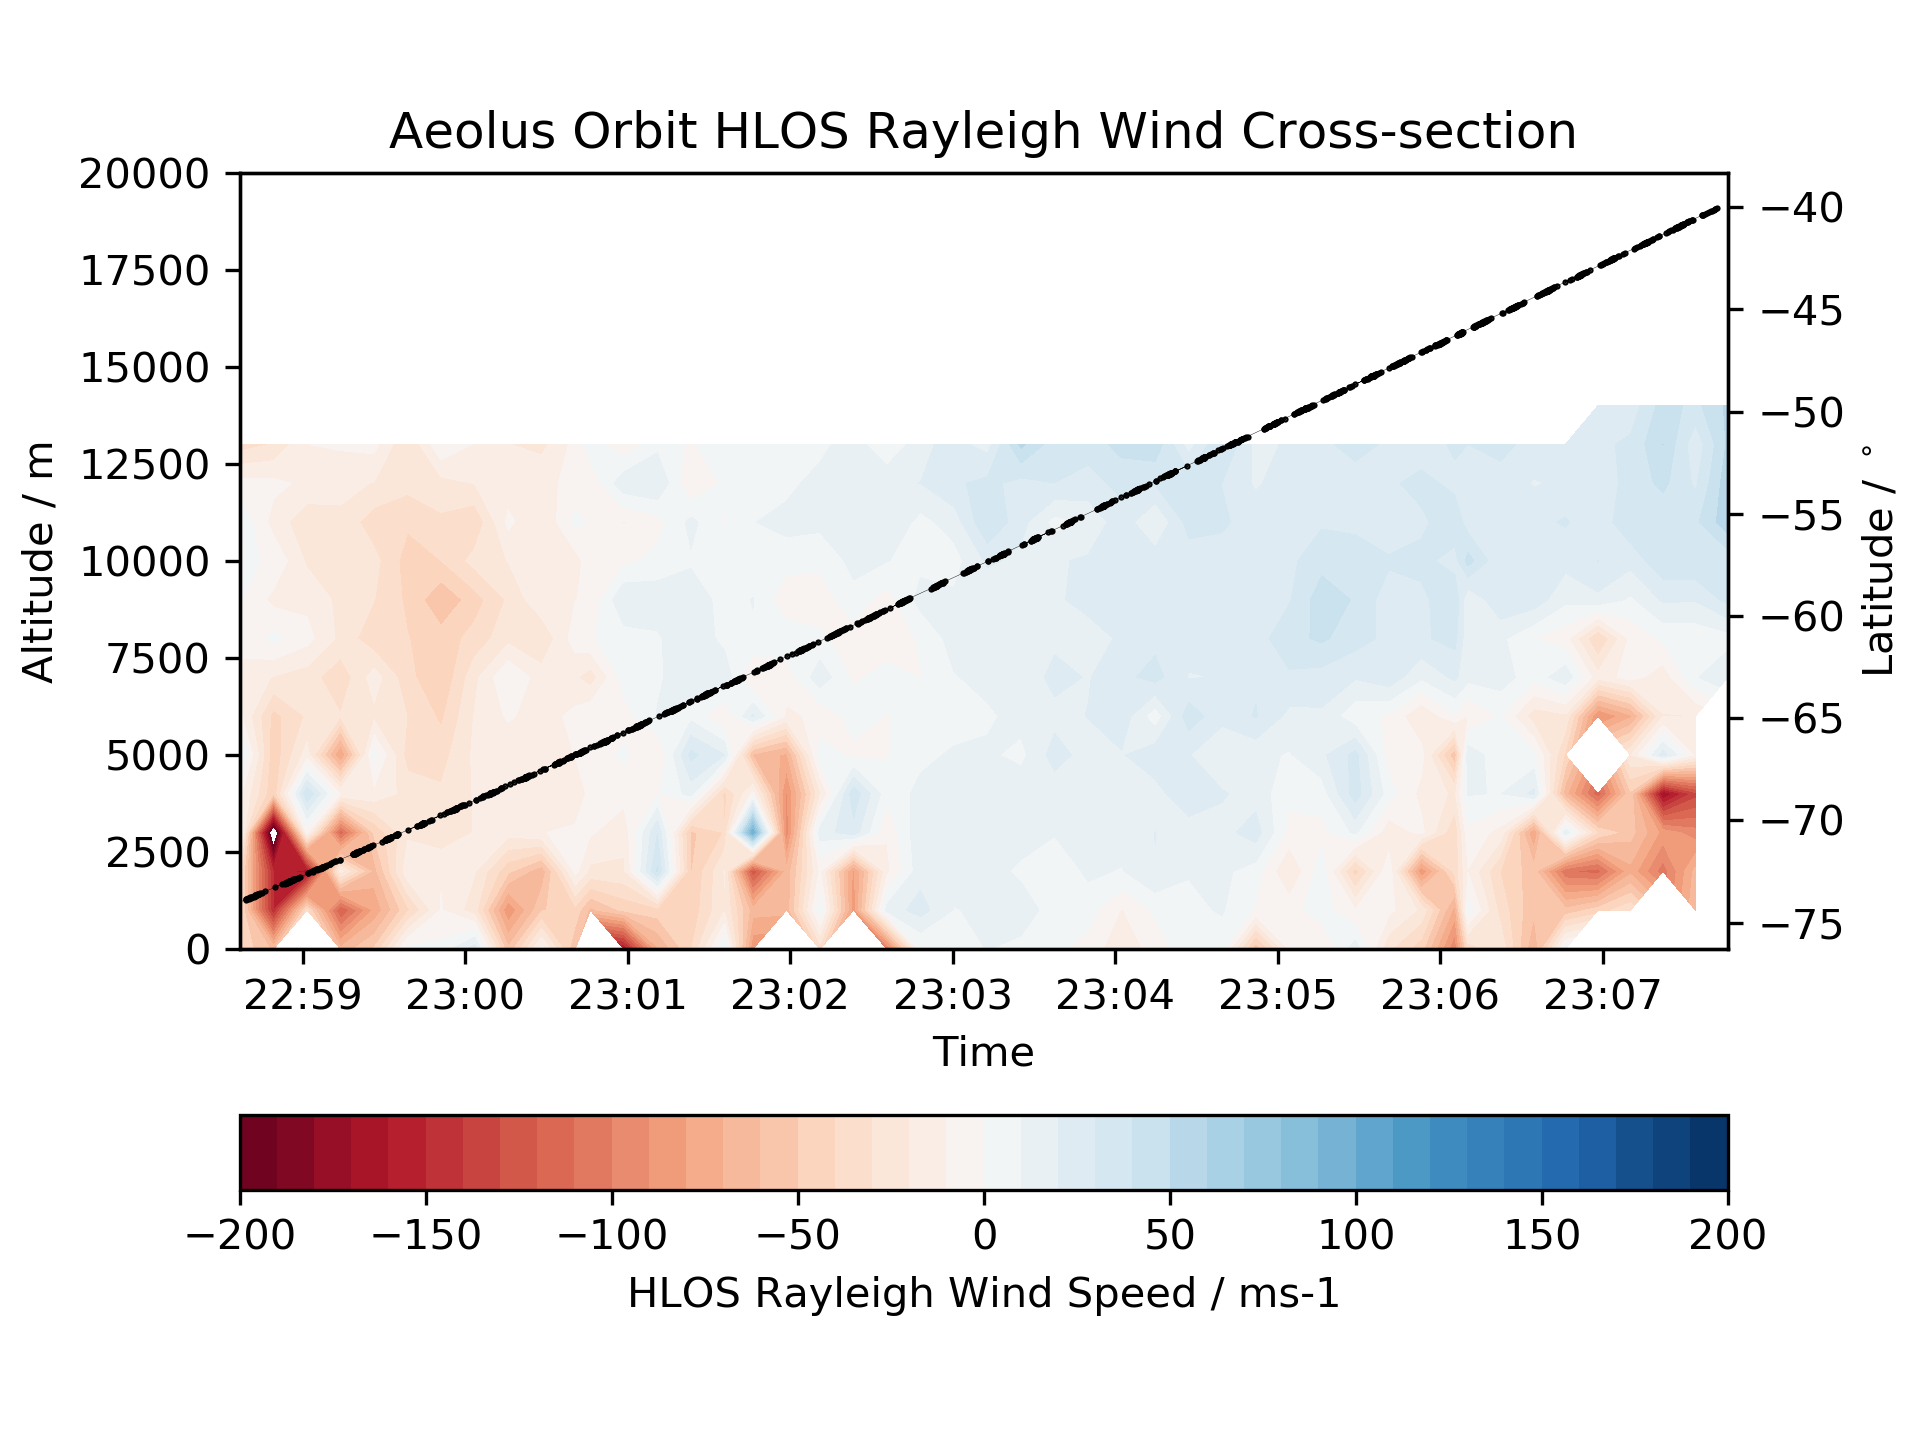 Aeolus Orbit HLOS Rayleigh Wind Cross-section
20000
17500
15000
12500
10000
7500
5000
2500
0
Altitude / m
−40
−45
−50
−55
−60
−65
−70
−75
Latitude / °
22:59 23:00 23:01 23:02 23:03 23:04 23:05 23:06 23:07
Time
−200 −150 −100 −50 0 50 100 150 200
HLOS Rayleigh Wind Speed / ms-1